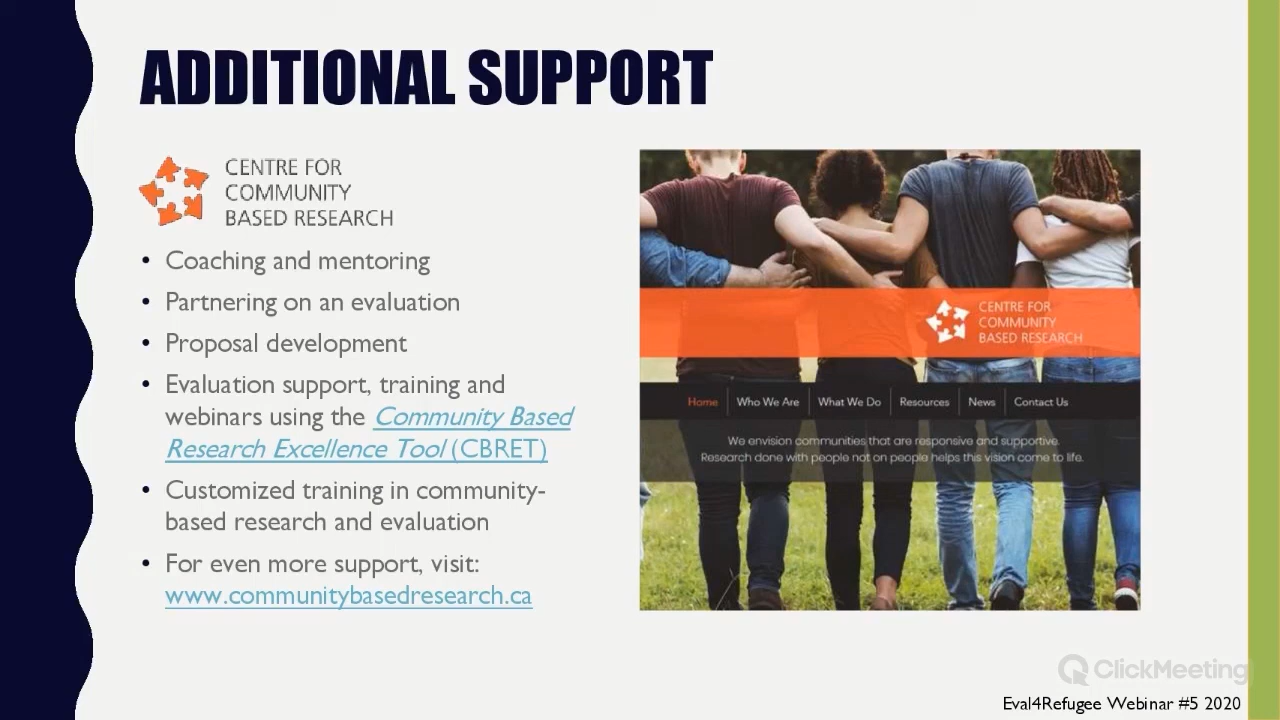 ADDITIONAL SUPPORT
CENTRE FOR
COMMUNITY
BASED RESEARCH
• Coaching and mentoring
• Partnering on an evaluation
• Proposal development
• Evaluation support, training and
webinars using the Community Based
Research Excellence Tool (CBRET)
• Customized training in community-
based research and evaluation
• For even more support, visit:
www.communitybasedresearch.ca
CENTRE FOR
COMMUNITY
BASED RESEARCH
Home Who We Are What We Do Resources News Contact Us
We envision communities that are responsive and supportive.
Research done with people not on people helps this vision come to life.
ClickMeeting
Eval4Refugee Webinar #5 2020